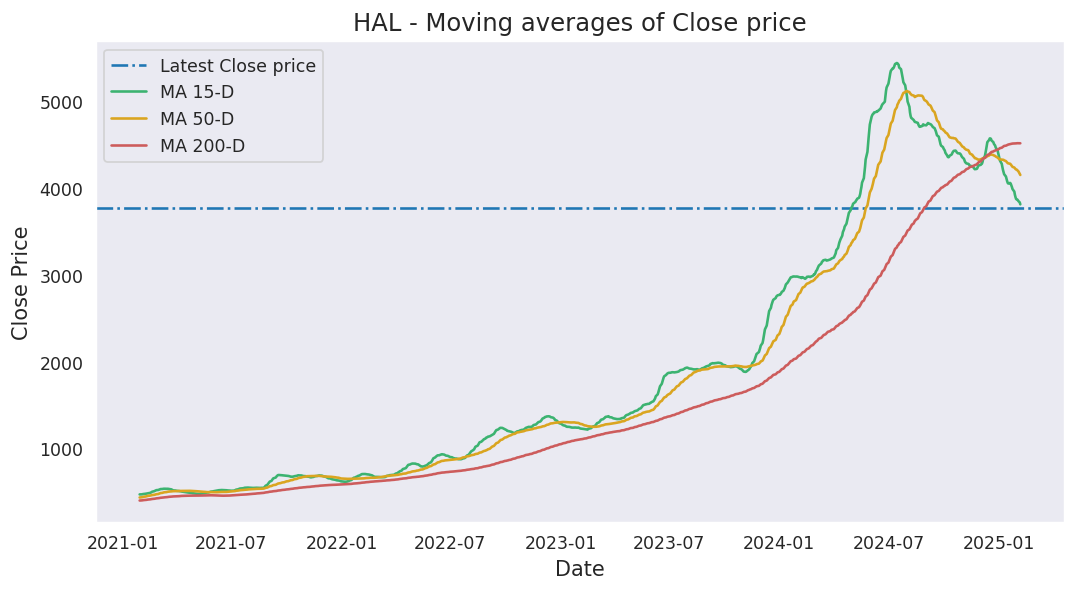 HAL - Moving averages of Close price
Latest Close price
MA 15-D
MA 50-D
MA 200-D
5000
4000
3000
2000
1000
Close Price
2021-01 2021-07 2022-01 2022-07 2023-01 2023-07 2024-01 2024-07 2025-01
Date